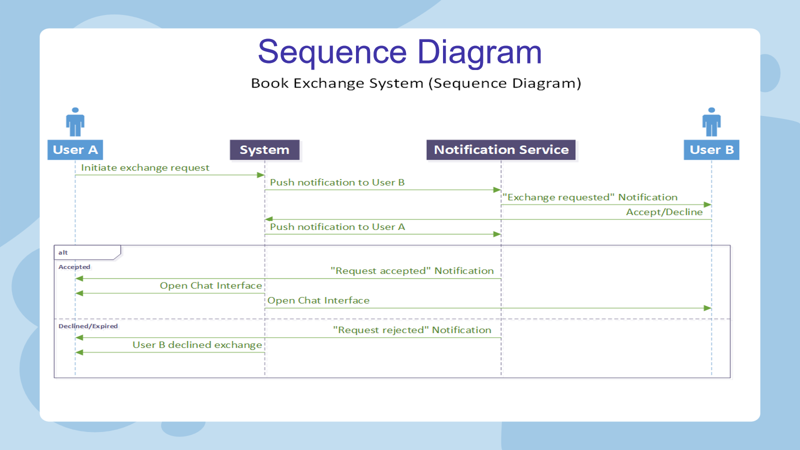 Sequence Diagram
Book Exchange System (Sequence Diagram)
User A
System
Notification Service
User B
Initiate exchange request
Push notification to User B
"Exchange requested" Notification
Accept/Decline
Push notification to User A
alt
Accepted
"Request accepted" Notification
Open Chat Interface
Open Chat Interface
Declined/Expired
"Request rejected" Notification
User B declined exchange